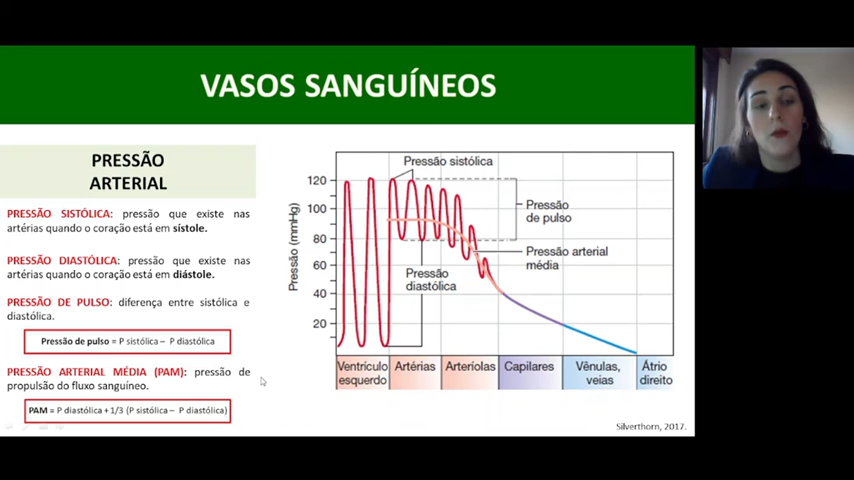 VASOS SANGUÍNEOS
PRESSÃO
ARTERIAL
PRESSÃO SISTÓLICA: pressão que existe nas
artérias quando o coração está em sístole.
PRESSÃO DIASTÓLICA: pressão que existe nas
artérias quando o coração está em diástole.
PRESSÃO DE PULSO: diferença entre sistólica e
diastólica.
Pressão de pulso = P sistólica – P diastólica
PRESSÃO ARTERIAL MÉDIA (PAM): pressão de
propulsão do fluxo sanguíneo.
PAM = P diastólica + 1/3 (P sistólica – P diastólica)
Pressão (mmHg)
120
100
80
60
40
20
Pressão sistólica
Pressão
de pulso
Pressão arterial
média
Pressão
diastólica
Ventrículo
esquerdo
Artérias
Arteríolas
Capilares
Vênulas,
veias
Átrio
direito
Silverthorn, 2017.